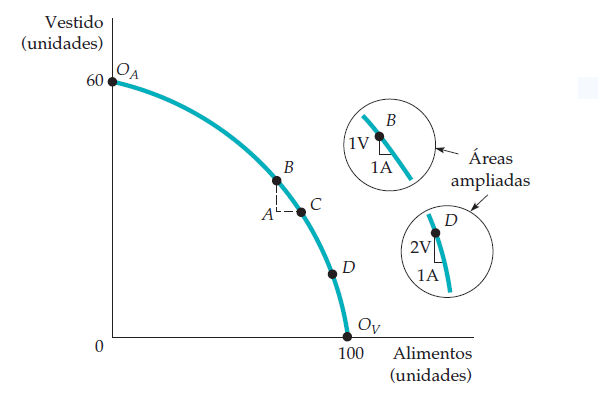 Vestido
(unidades)
60
O_A
B
A
C
D
O_V
0
100
Alimentos
(unidades)
B
1V
1A
Áreas
ampliadas
D
2V
1A